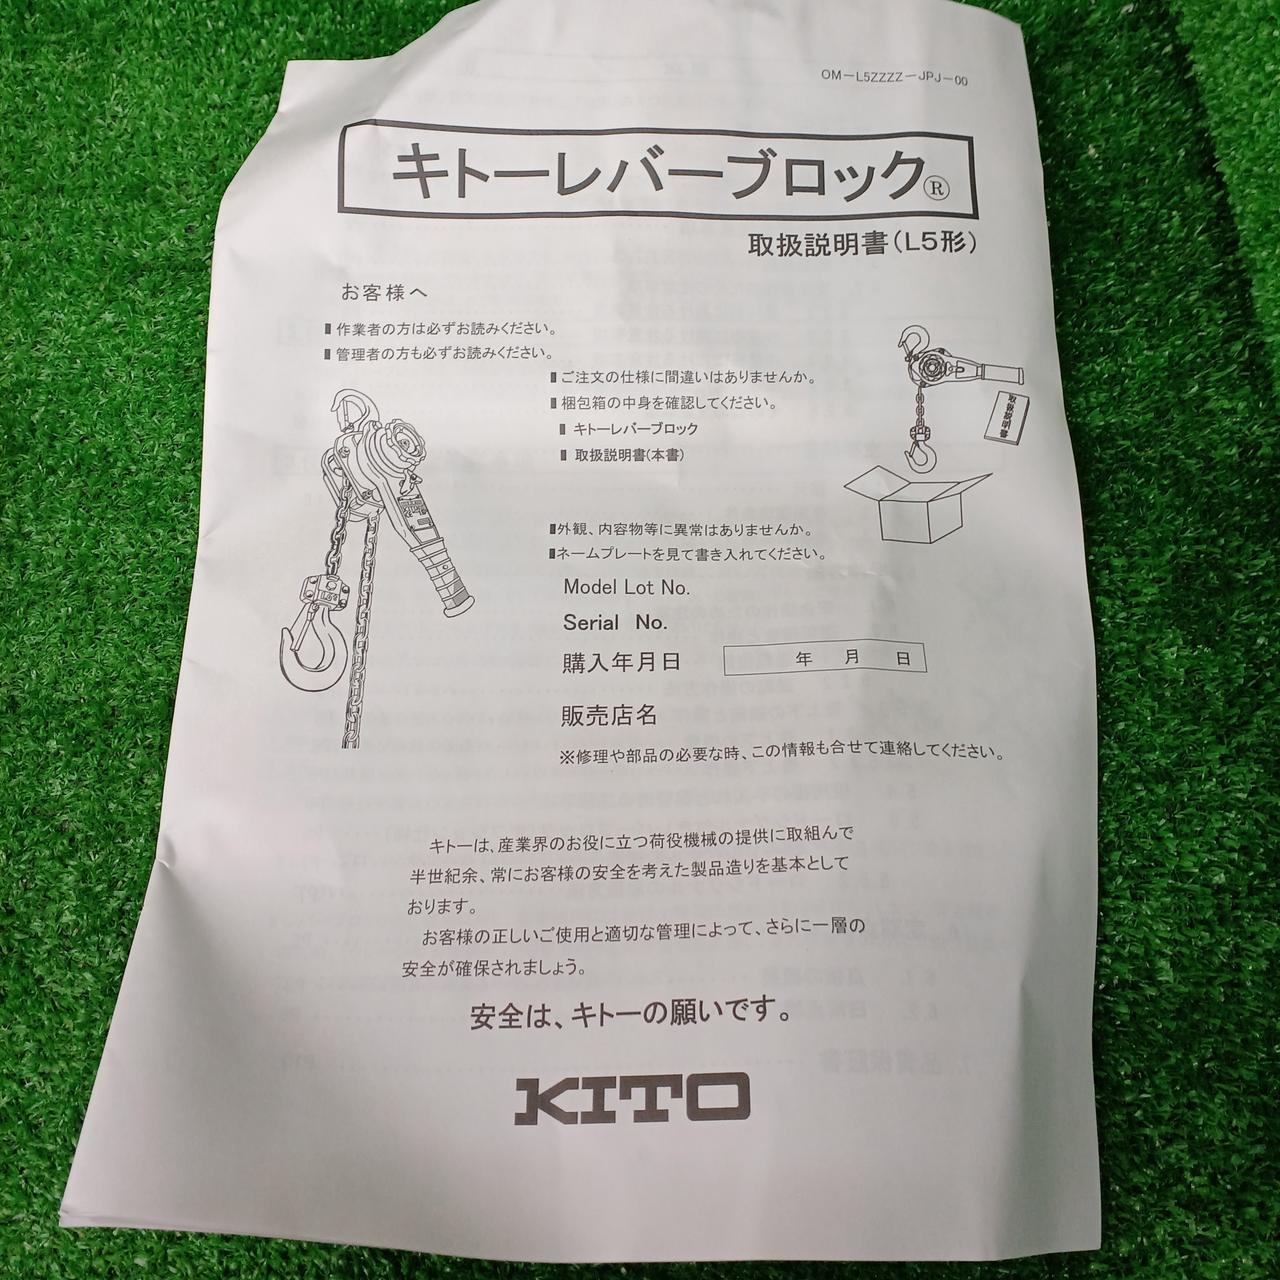 OM-L5ZZZZ-JPJ-00
キトーレバーブロック®
取扱説明書(L5形)
お客様へ
▮作業者の方は必ずお読みください。
▮管理者の方も必ずお読みください。
▮ご注文の仕様に間違いはありませんか。
▮梱包箱の中身を確認してください。
▮キトーレバーブロック
▮取扱説明書(本書)
取扱説明書
▮外観、内容物等に異常はありませんか。
▮ネームプレートを見て書き入れてください。
Model Lot No.
Serial No.
購入年月日 年 月 日
販売店名
※修理や部品の必要な時、この情報も合せて連絡してください。
キトーは、産業界のお役に立つ荷役機械の提供に取組んで
半世紀余、常にお客様の安全を考えた製品造りを基本として
おります。
お客様の正しいご使用と適切な管理によって、さらに一層の
安全が確保されましょう。
安全は、キトーの願いです。
KITO